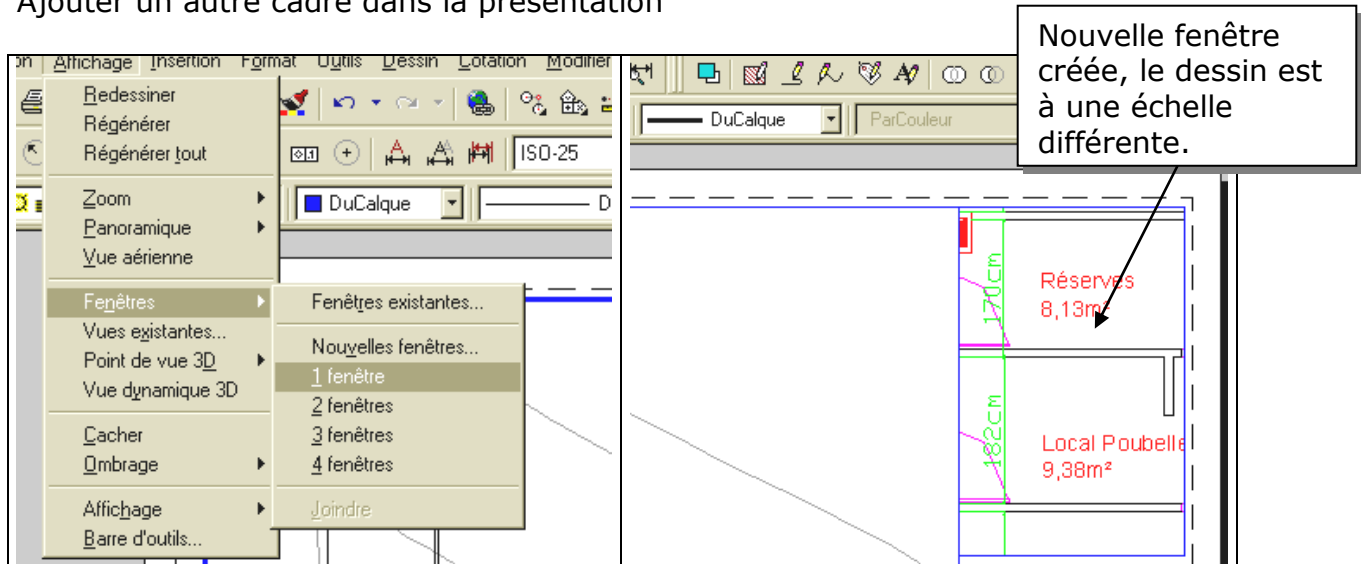 Ajouter un autre cadre dans la présentation
Nouvelle fenêtre
créée, le dessin est
à une échelle
différente.
on Affichage Insertion Format Outils Dessin Cotation Modifier
Redessiner
Régénérer
Régénérer tout
ISO-25
Zoom
DuCalque
D
Panoramique
Vue aérienne
Fenêtres
Fenêtres existantes...
Vues existantes...
Nouvelles fenêtres...
Point de vue 3D
1 fenêtre
Vue dynamique 3D
2 fenêtres
Cacher
3 fenêtres
Ombrage
4 fenêtres
Affichage
Joindre
Barre d'outils...
DuCalque
ParCouleur
170cm
Réserves
8,13m²
182cm
Local Poubelle
9,38m²